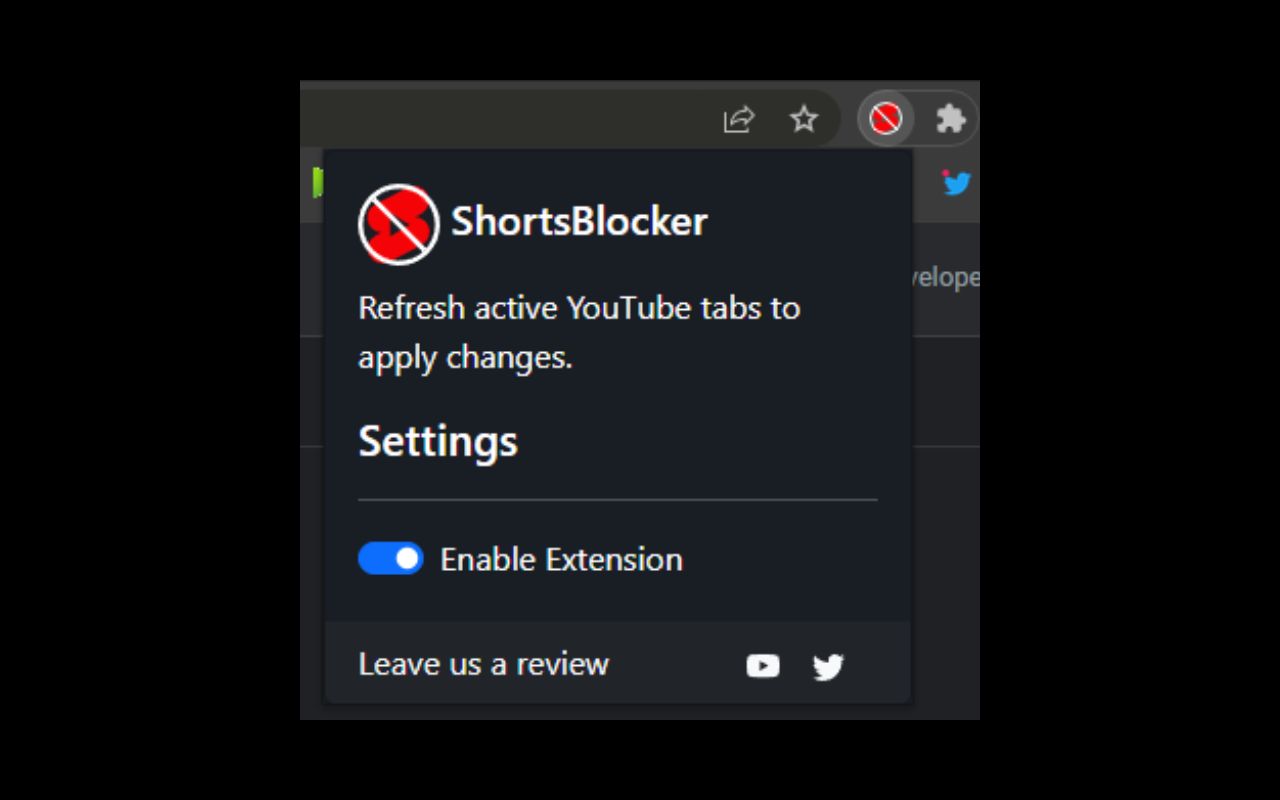 ShortsBlocker
velope
Refresh active YouTube tabs to
apply changes.
Settings
Enable Extension
Leave us a review